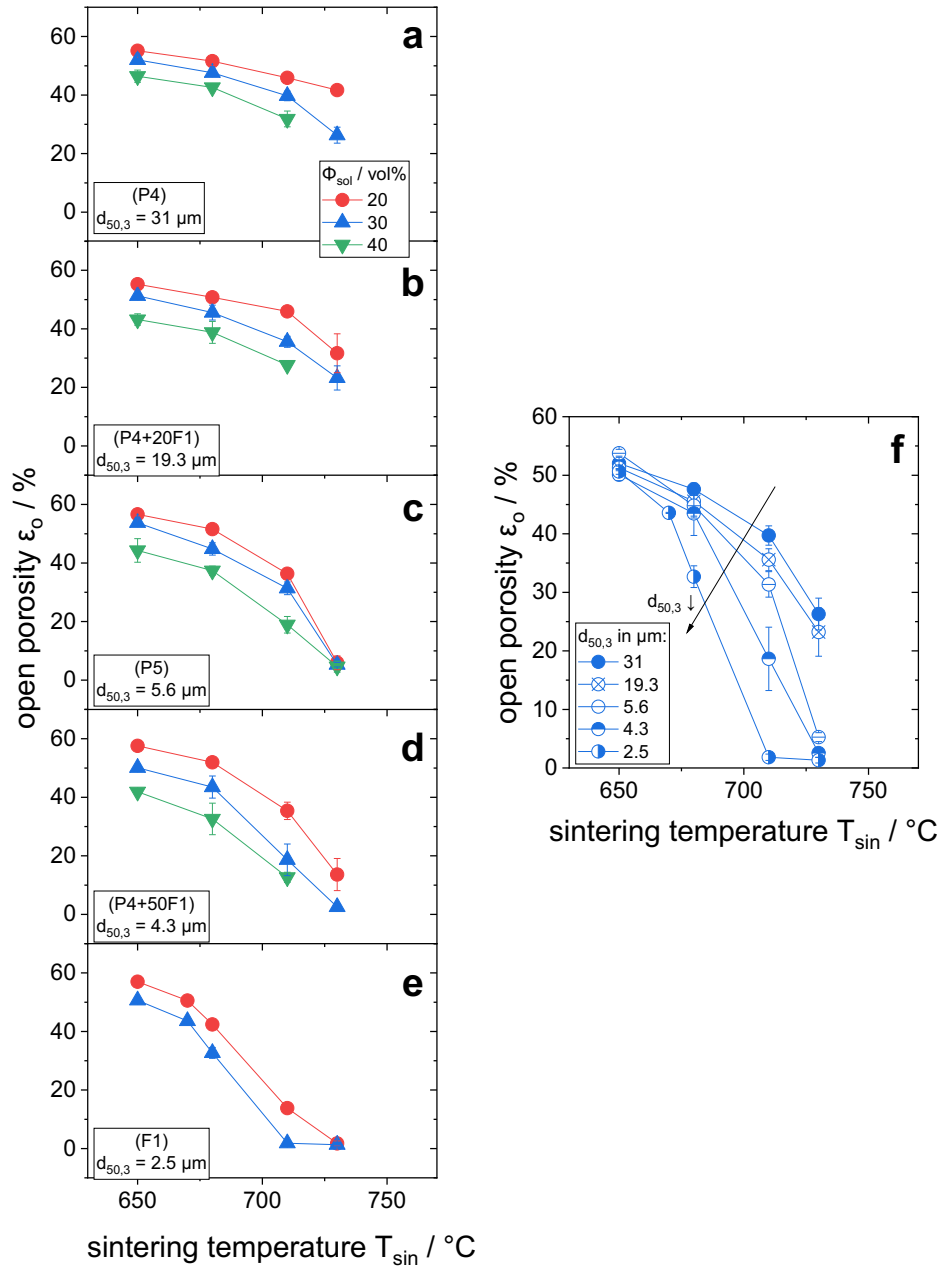 a
60
40
20
0
(P4)
d50,3 = 31 µm
Φsol / vol%
20
30
40
b
60
40
20
0
(P4+20F1)
d50,3 = 19.3 µm
c
60
40
20
0
(P5)
d50,3 = 5.6 µm
d
60
40
20
0
(P4+50F1)
d50,3 = 4.3 µm
e
60
40
20
0
(F1)
d50,3 = 2.5 µm
650 700 750
sintering temperature Tsin / °C
open porosity εo / %
f
60
50
40
30
20
10
0
d50,3 ↓
d50,3 in µm:
31
19.3
5.6
4.3
2.5
650 700 750
sintering temperature Tsin / °C
open porosity εo / %